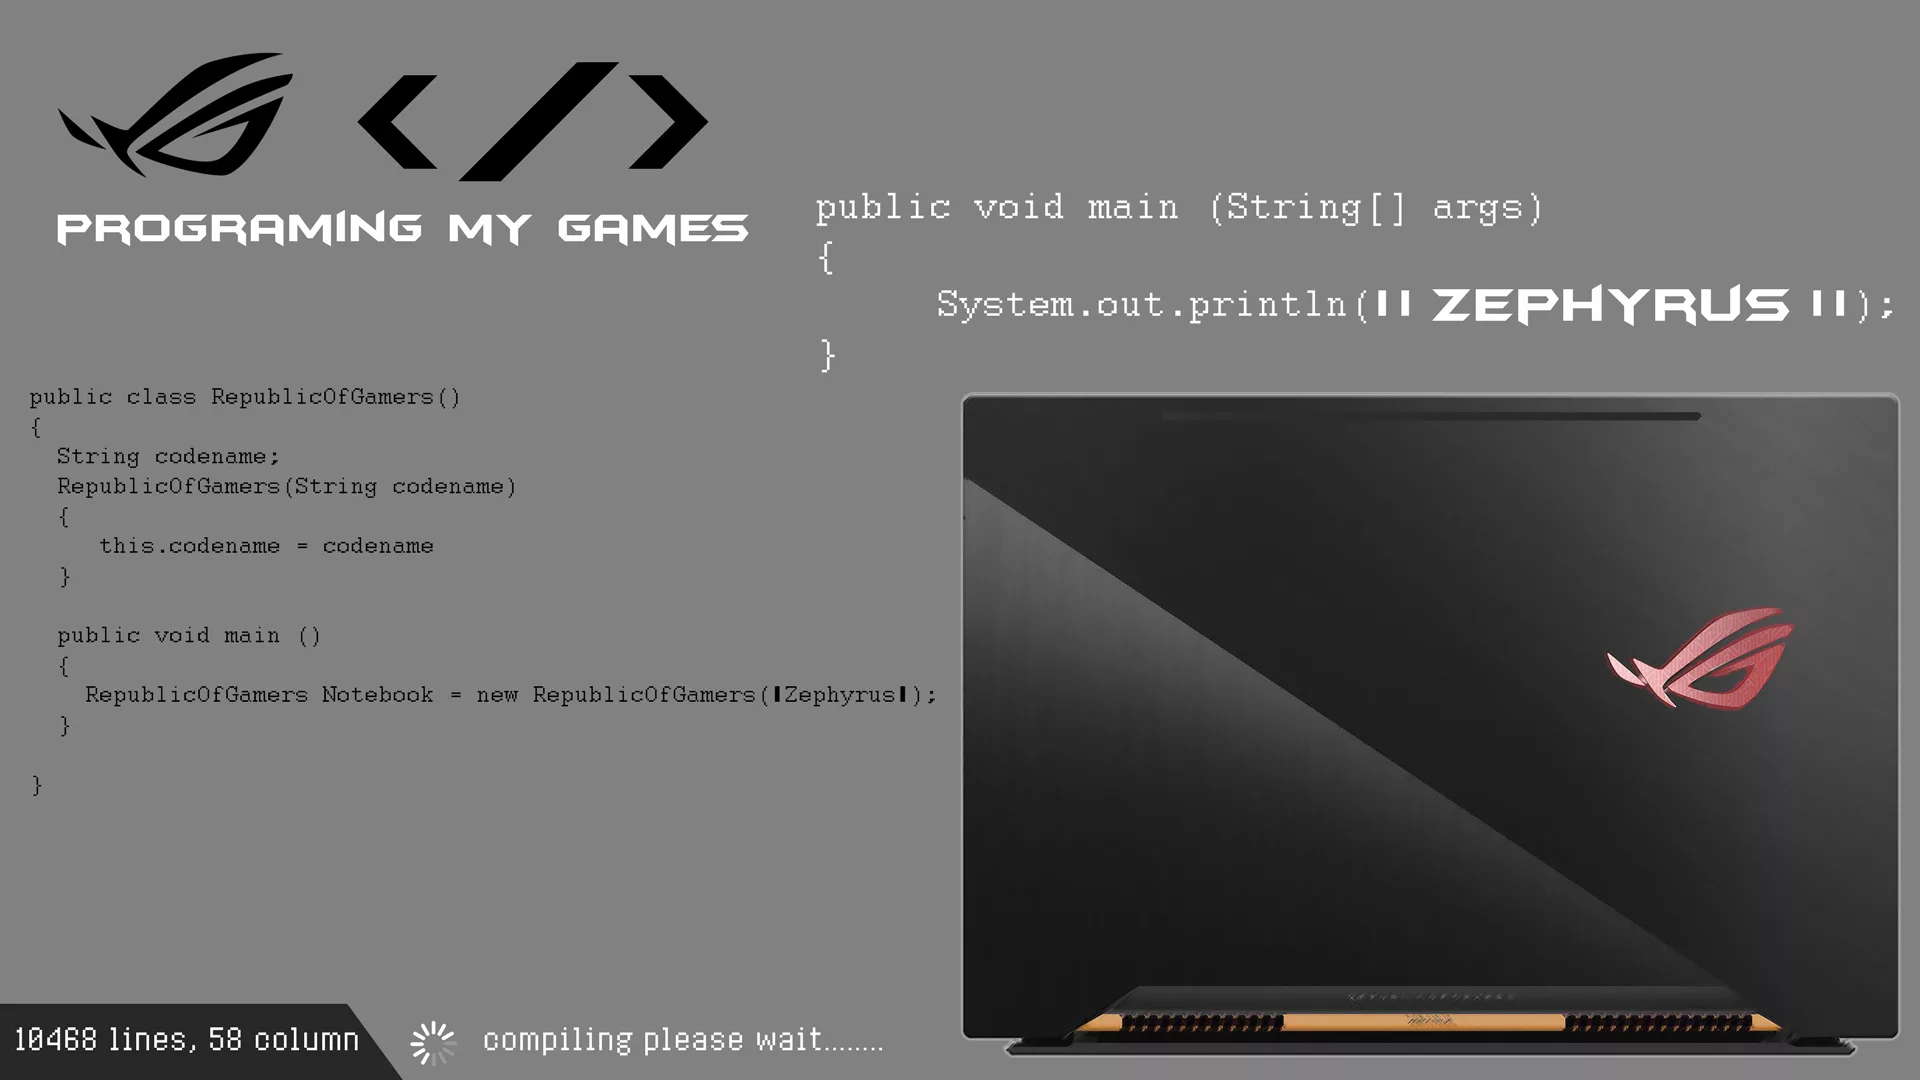 </>
PROGRAMING MY GAMES
public void main (String[] args)
{
System.out.println(" ZEPHYRUS ");
}
public class RepublicOfGamers()
{
String codename;
RepublicOfGamers(String codename)
{
this.codename = codename
}
public void main ()
{
RepublicOfGamers Notebook = new RepublicOfGamers("Zephyrus");
}
}
10468 lines, 58 column
compiling please wait........